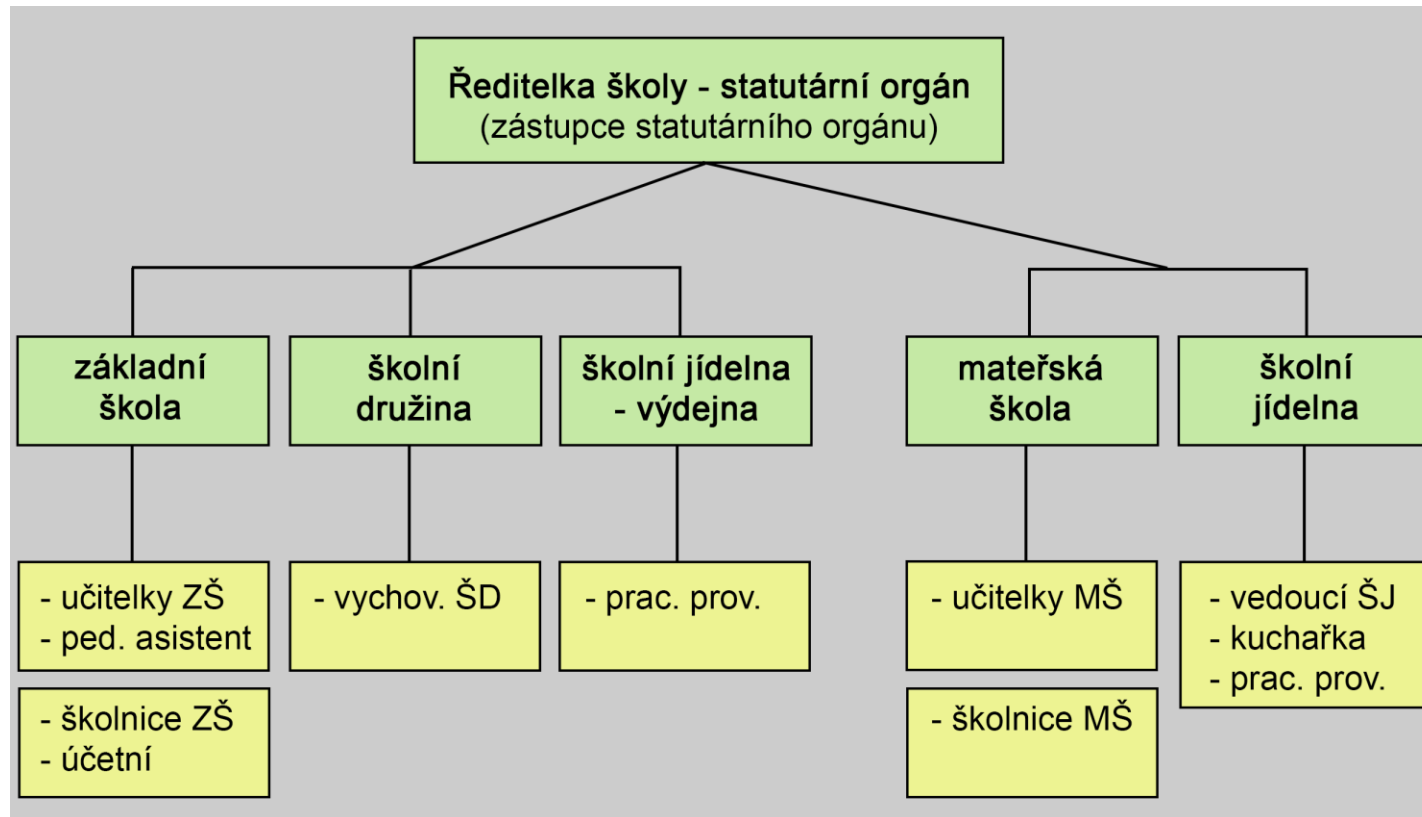 Ředitelka školy - statutární orgán
(zástupce statutárního orgánu)
základní
škola
školní
družina
školní jídelna
- výdejna
mateřská
škola
školní
jídelna
- učitelky ZŠ
- ped. asistent
- školnice ZŠ
- účetní
- vychov. ŠD
- prac. prov.
- učitelky MŠ
- školnice MŠ
- vedoucí ŠJ
- kuchařka
- prac. prov.